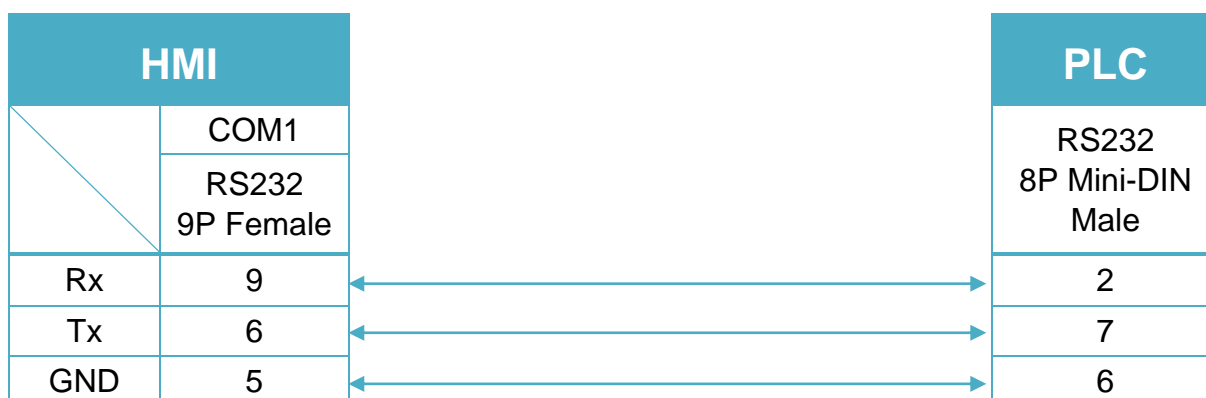 HMI
PLC
COM1
RS232
9P Female
RS232
8P Mini-DIN
Male
Rx 9 2
Tx 6 7
GND 5 6